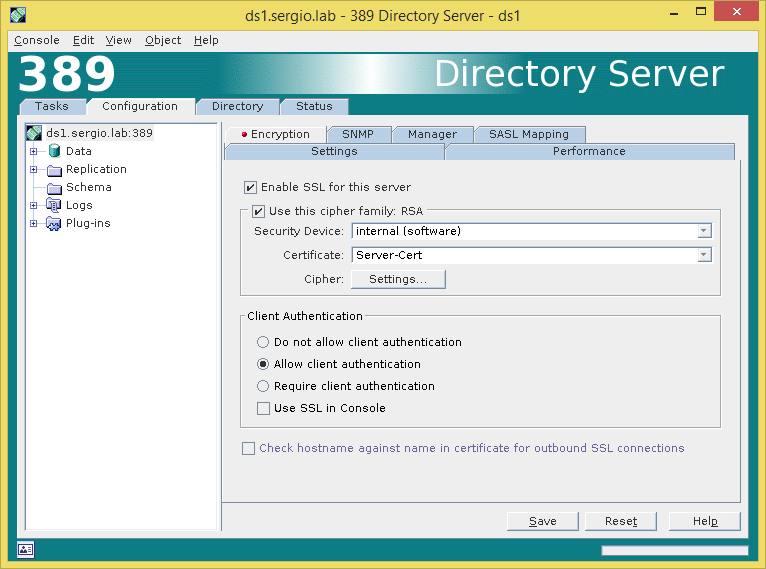 ds1.sergio.lab - 389 Directory Server - ds1
Console Edit View Object Help
389 Directory Server
Tasks Configuration Directory Status
ds1.sergio.lab:389
Data
Replication
Schema
Logs
Plug-ins
Encryption SNMP Manager SASL Mapping
Settings Performance
Enable SSL for this server
Use this cipher family: RSA
Security Device: internal (software)
Certificate: Server-Cert
Cipher: Settings...
Client Authentication
Do not allow client authentication
Allow client authentication
Require client authentication
Use SSL in Console
Check hostname against name in certificate for outbound SSL connections
Save Reset Help